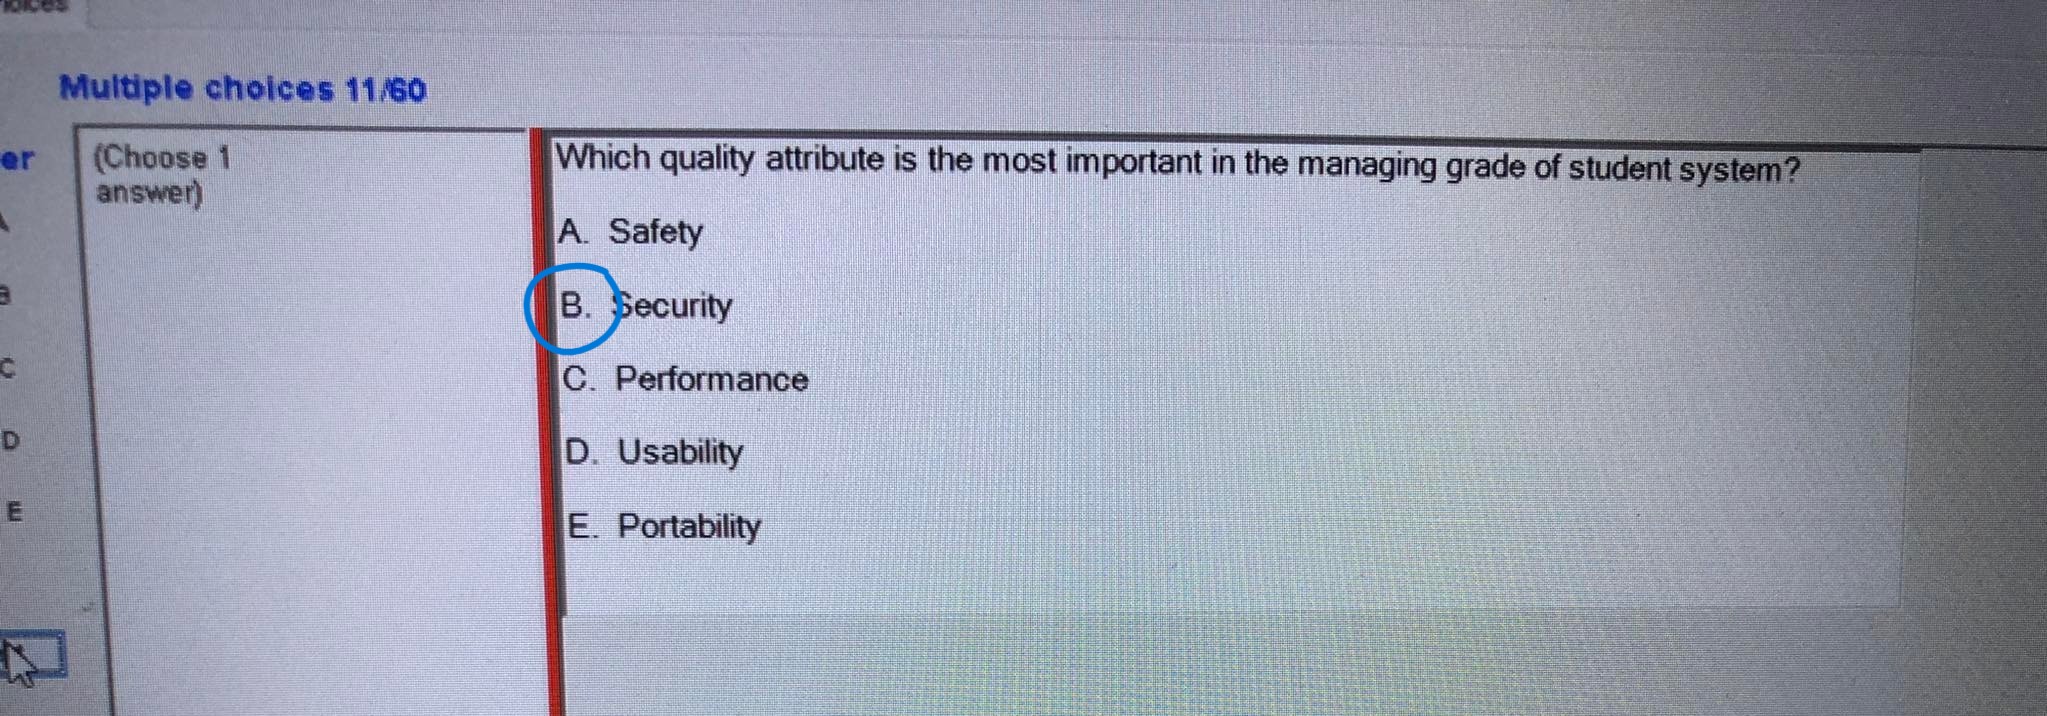 Multiple choices 11/60
er
(Choose 1
answer)
Which quality attribute is the most important in the managing grade of student system?
A. Safety
B. Security
C. Performance
D. Usability
E. Portability
C
D
E